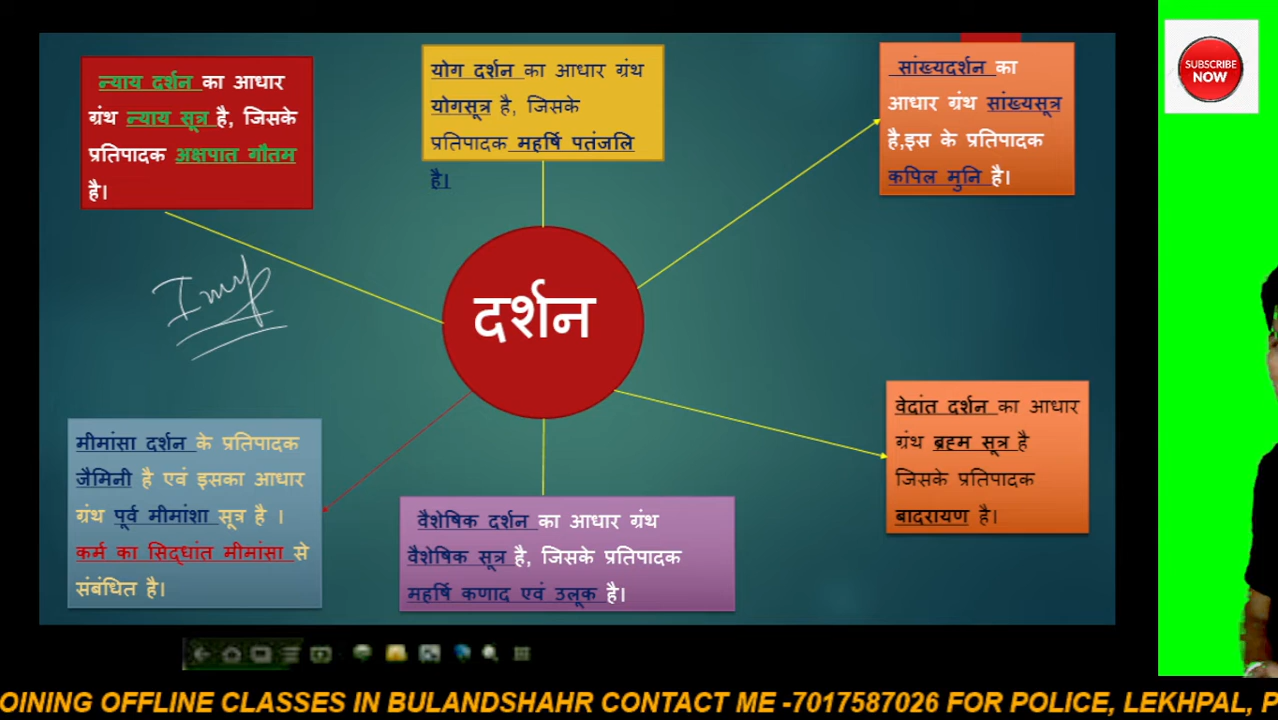 न्याय दर्शन का आधार
ग्रंथ न्याय सूत्र है, जिसके
प्रतिपादक अक्षपात गौतम
है।
योग दर्शन का आधार ग्रंथ
योगसूत्र है, जिसके
प्रतिपादक महर्षि पतंजलि
है।
सांख्यदर्शन का
आधार ग्रंथ सांख्यसूत्र
है,इस के प्रतिपादक
कपिल मुनि है।
SUBSCRIBE
NOW
Imp
दर्शन
मीमांसा दर्शन के प्रतिपादक
जैमिनी है एवं इसका आधार
ग्रंथ पूर्व मीमांशा सूत्र है ।
कर्म का सिद्धांत मीमांसा से
संबंधित है।
वैशेषिक दर्शन का आधार ग्रंथ
वैशेषिक सूत्र है, जिसके प्रतिपादक
महर्षि कणाद एवं उलूक है।
वेदांत दर्शन का आधार
ग्रंथ ब्रह्म सूत्र है
जिसके प्रतिपादक
बादरायण है।
OINING OFFLINE CLASSES IN BULANDSHAHR CONTACT ME -7017587026 FOR POLICE, LEKHPAL, P